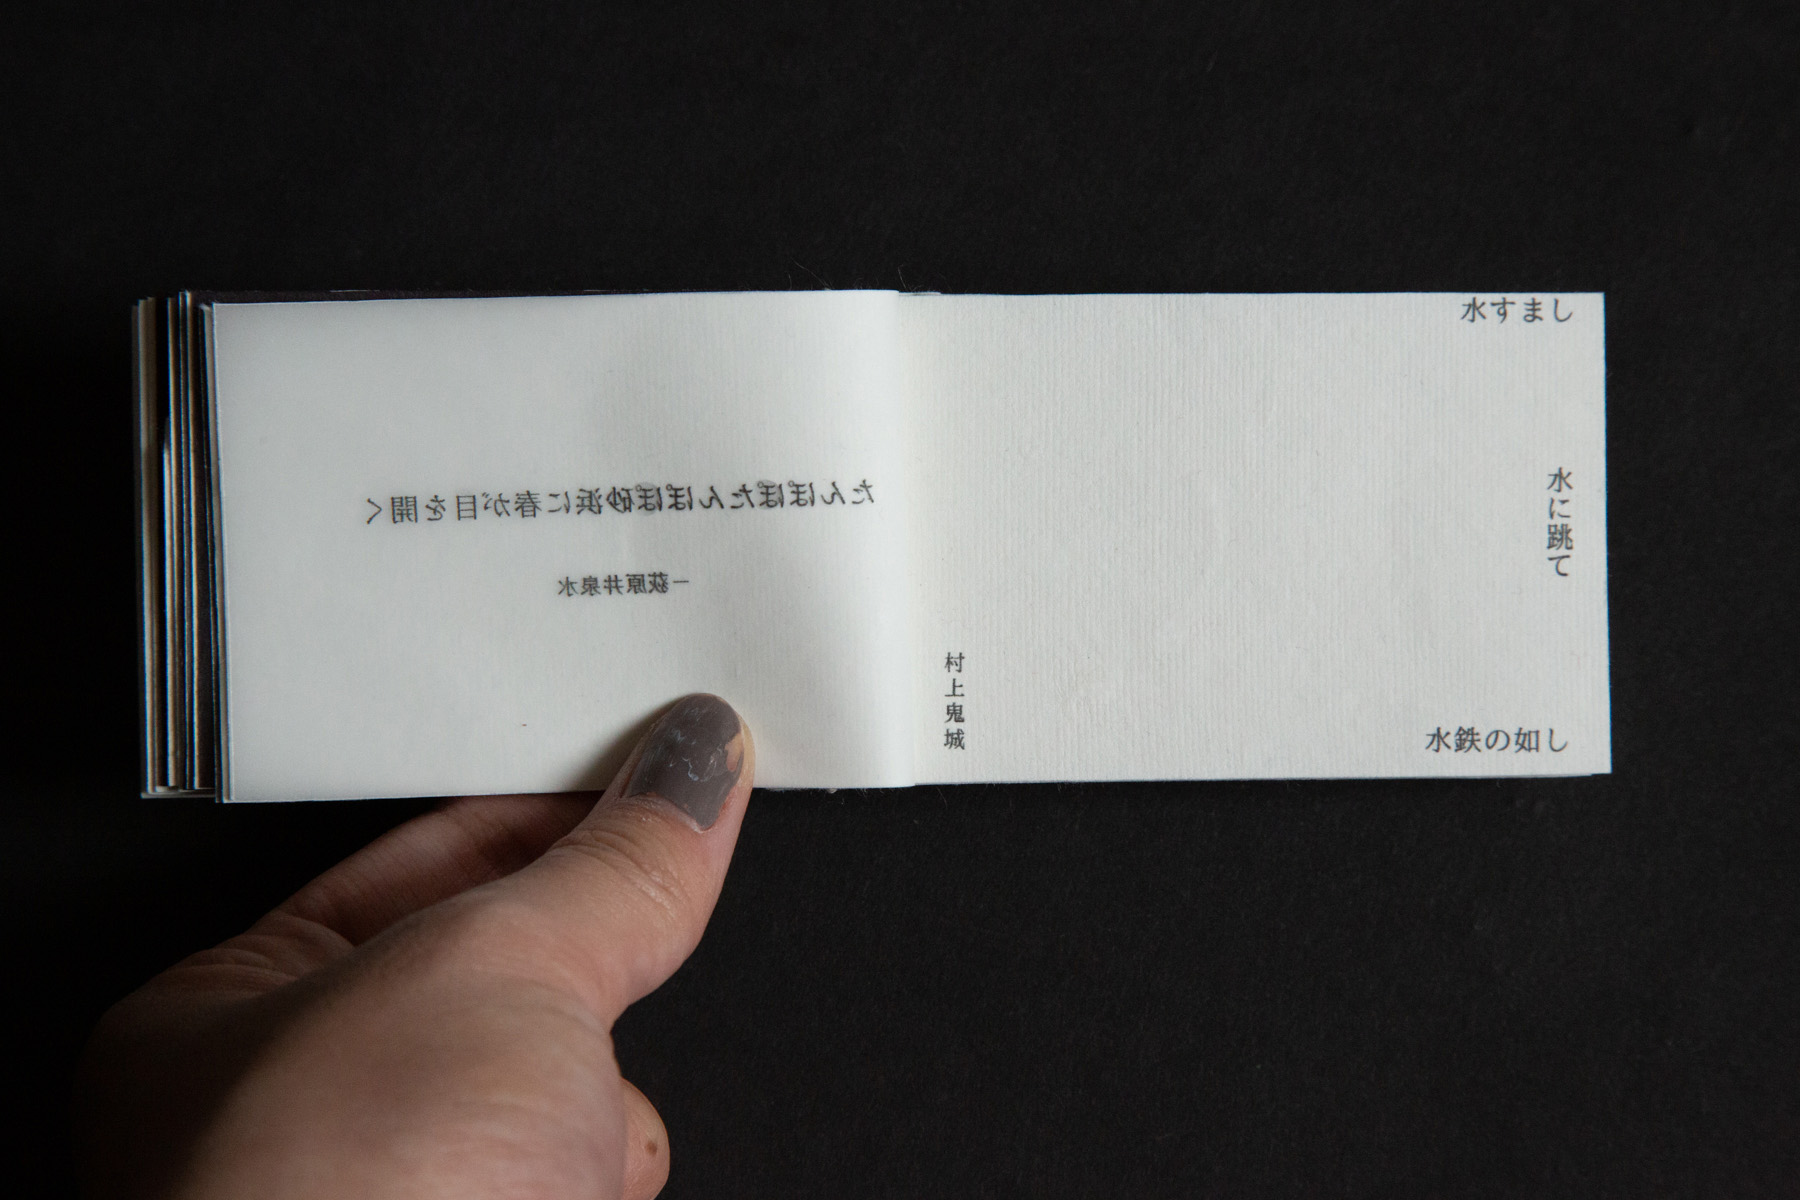 たんぽぽたんぽぽ砂浜に春が目を開く
－荻原井泉水
水すまし
水に跳て
水鉄の如し
村上鬼城